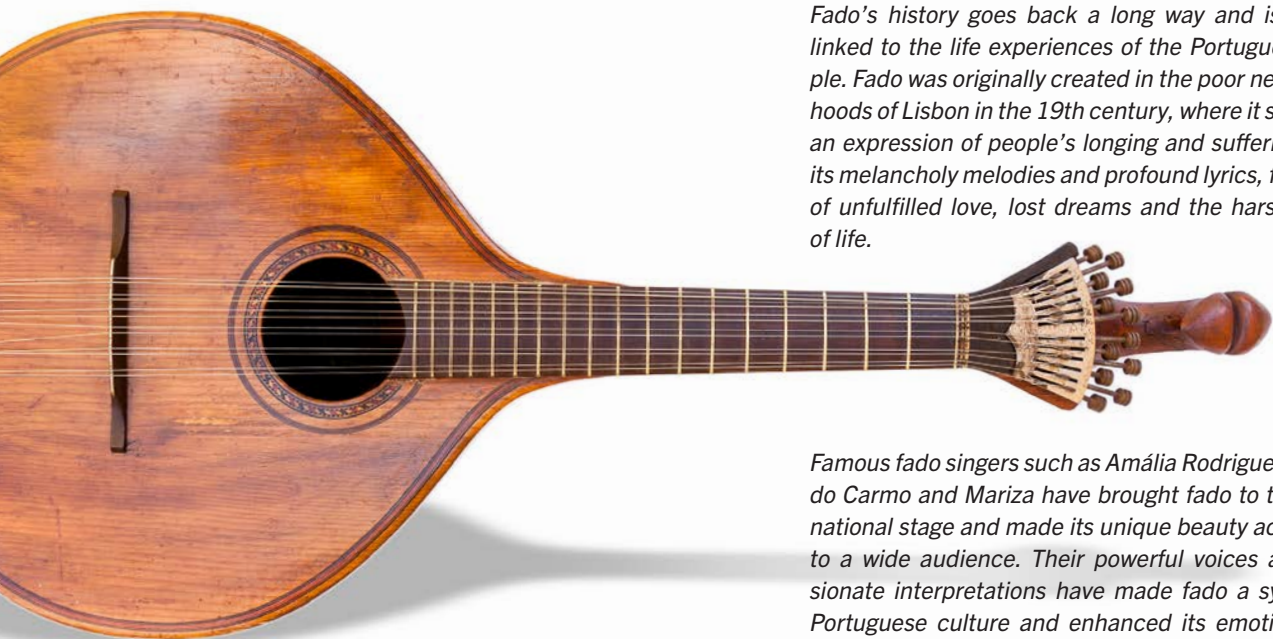 Fado’s history goes back a long way and is
linked to the life experiences of the Portugue
ple. Fado was originally created in the poor ne
hoods of Lisbon in the 19th century, where it s
an expression of people’s longing and sufferi
its melancholy melodies and profound lyrics, f
of unfulfilled love, lost dreams and the hars
of life.
Famous fado singers such as Amália Rodrigue
do Carmo and Mariza have brought fado to t
national stage and made its unique beauty ac
to a wide audience. Their powerful voices a
sionate interpretations have made fado a sy
Portuguese culture and enhanced its emoti